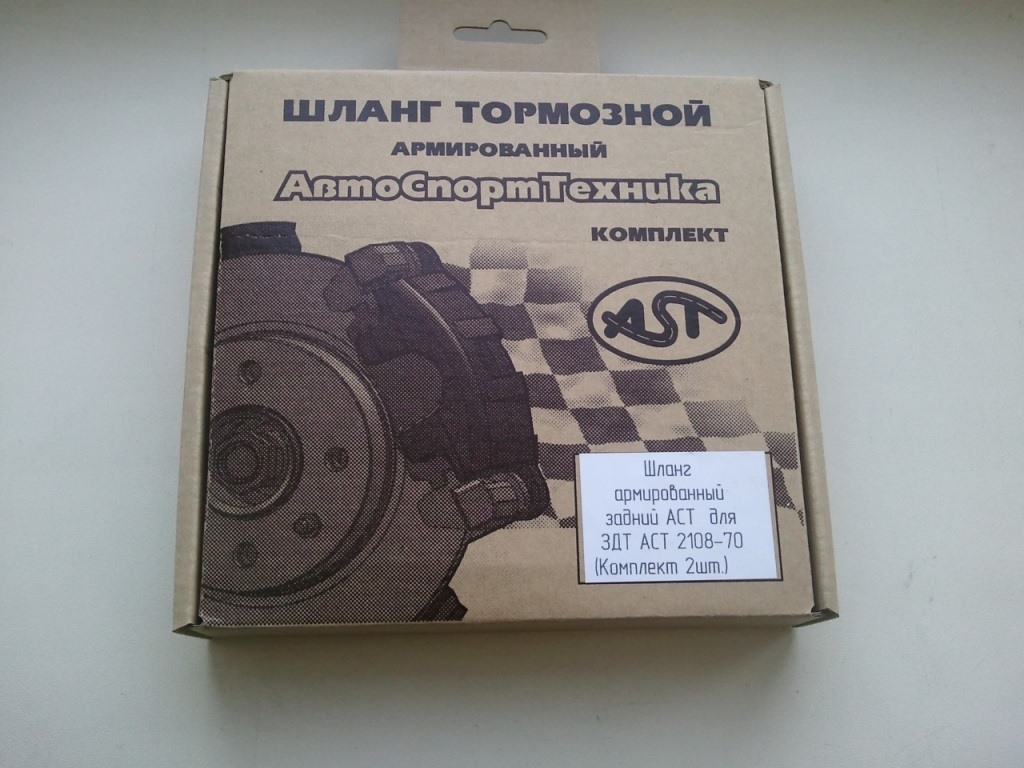 ШЛАНГ ТОРМОЗНОЙ
АРМИРОВАННЫЙ
АвтоСпортТехника
КОМПЛЕКТ
AST
Шланг
армированный
задний АСТ для
ЗДТ АСТ 2108-70
(Комплект 2шт.)